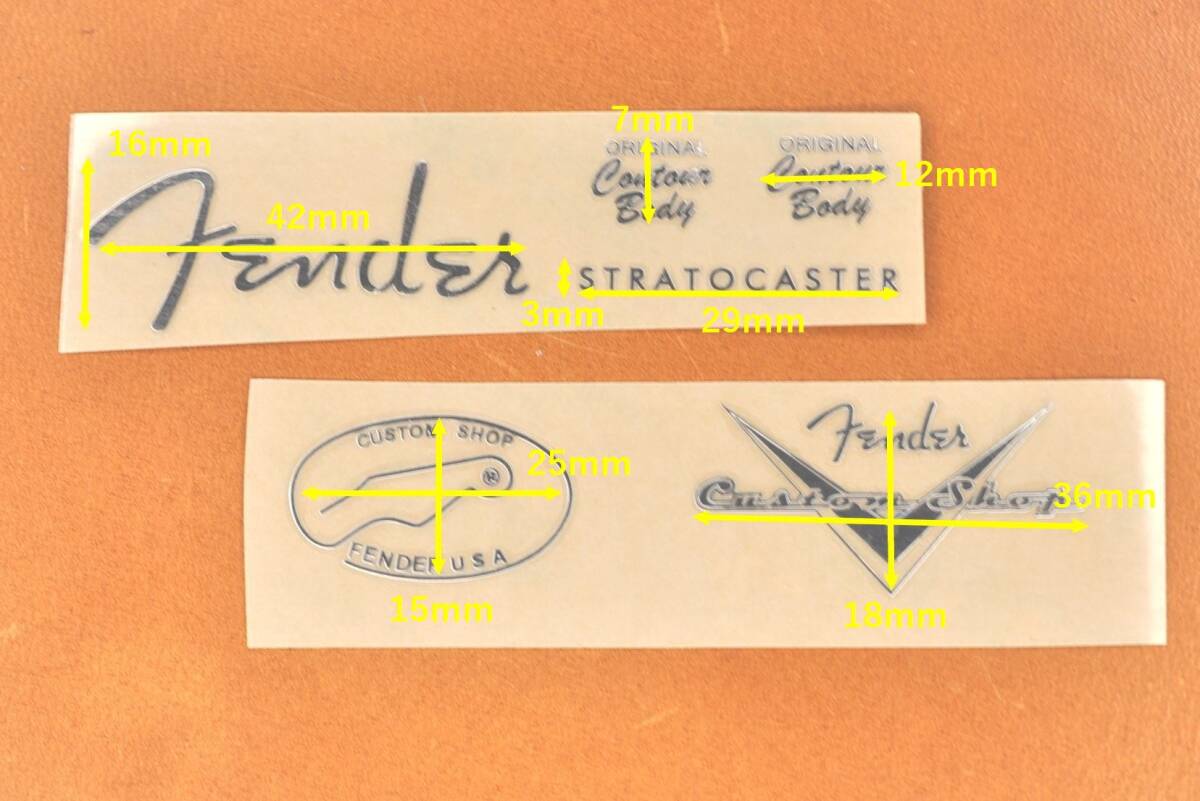 16mm
Fender
42mm
7mm
ORIGINAL
Contour
Body
ORIGINAL
Contour
Body
12mm
STRATOCASTER
3mm
29mm
CUSTOM SHOP
®
25mm
FENDER USA
15mm
Fender
Custom Shop
36mm
18mm